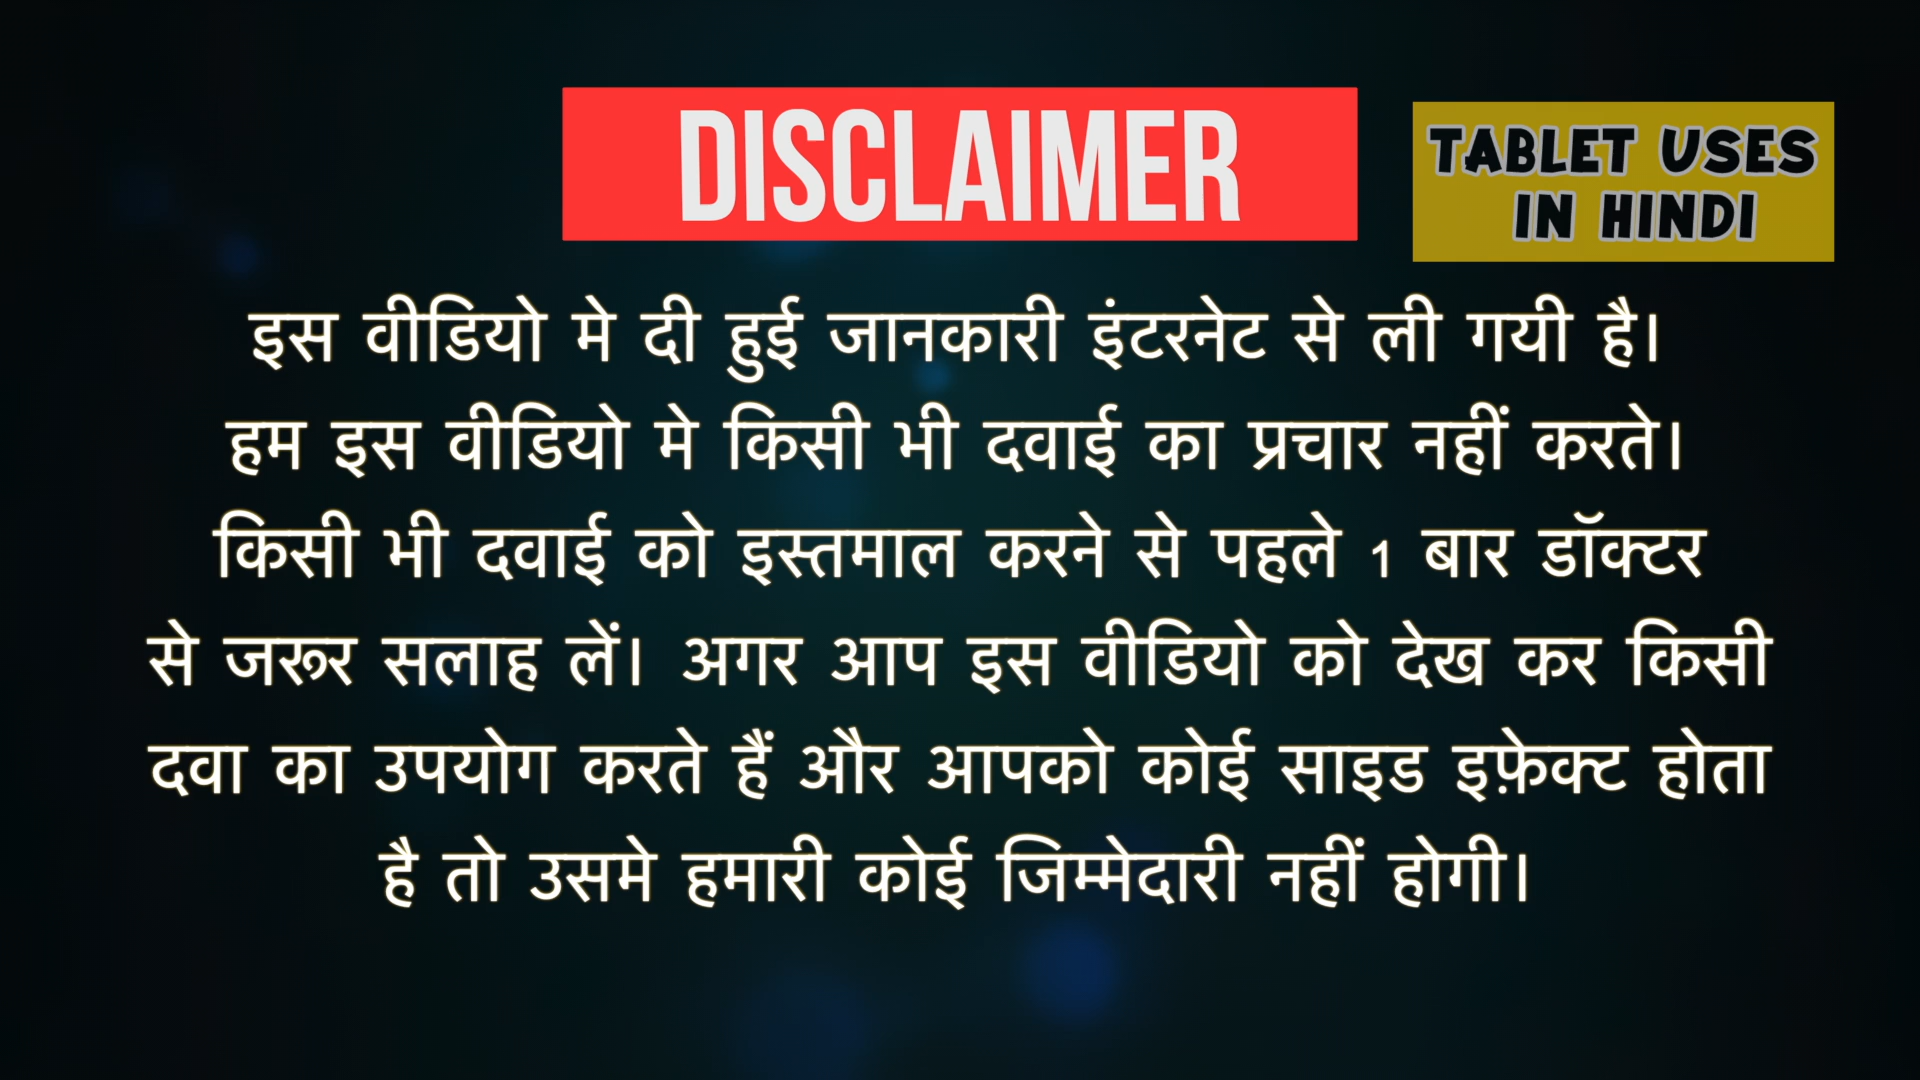 DISCLAIMER
TABLET USES
IN HINDI
इस वीडियो मे दी हुई जानकारी इंटरनेट से ली गयी है।
हम इस वीडियो मे किसी भी दवाई का प्रचार नहीं करते।
किसी भी दवाई को इस्तमाल करने से पहले 1 बार डॉक्टर
से जरूर सलाह लें। अगर आप इस वीडियो को देख कर किसी
दवा का उपयोग करते हैं और आपको कोई साइड इफ़ेक्ट होता
है तो उसमे हमारी कोई जिम्मेदारी नहीं होगी।